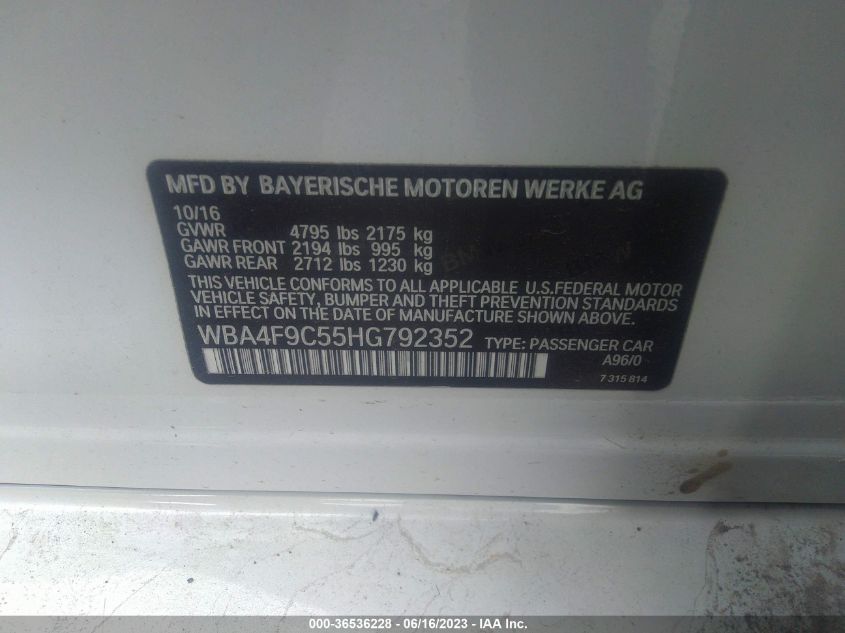 MFD BY BAYERISCHE MOTOREN WERKE AG
10/16
GVWR 4795 lbs 2175 kg
GAWR FRONT 2194 lbs 995 kg
GAWR REAR 2712 lbs 1230 kg
THIS VEHICLE CONFORMS TO ALL APPLICABLE U.S.FEDERAL MOTOR
VEHICLE SAFETY, BUMPER AND THEFT PREVENTION STANDARDS
IN EFFECT ON THE DATE OF MANUFACTURE SHOWN ABOVE.
WBA4F9C55HG792352 TYPE: PASSENGER CAR
A96/0
7 315 814
000-36536228 - 06/16/2023 - IAA Inc.